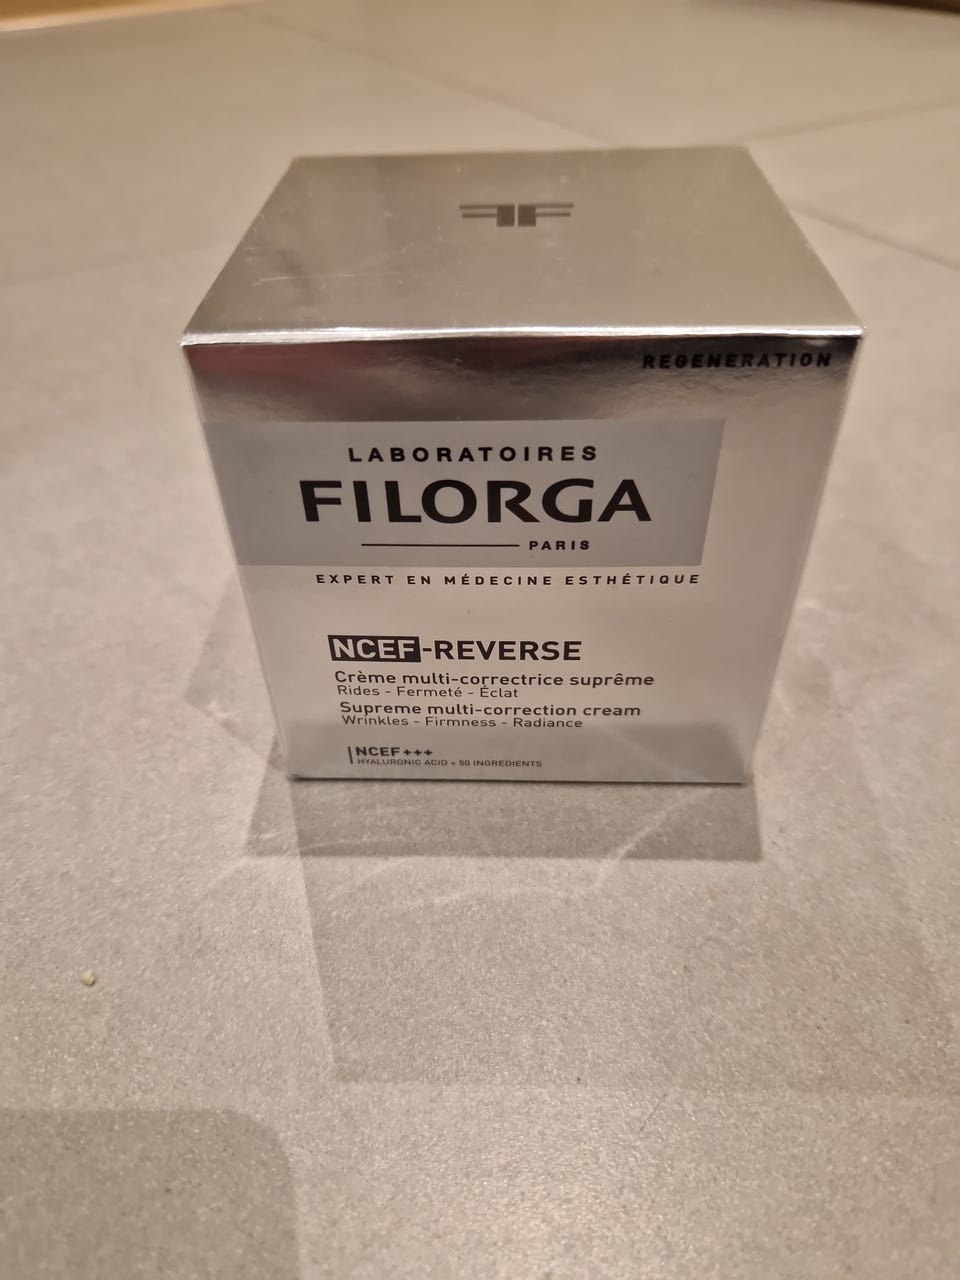 REGENERATION
LABORATOIRES
FILORGA
PARIS
EXPERT EN MÉDECINE ESTHÉTIQUE
NCEF-REVERSE
Crème multi-correctrice suprême
Rides - Fermeté - Éclat
Supreme multi-correction cream
Wrinkles - Firmness - Radiance
NCEF+++
HYALURONIC ACID + 50 INGREDIENTS